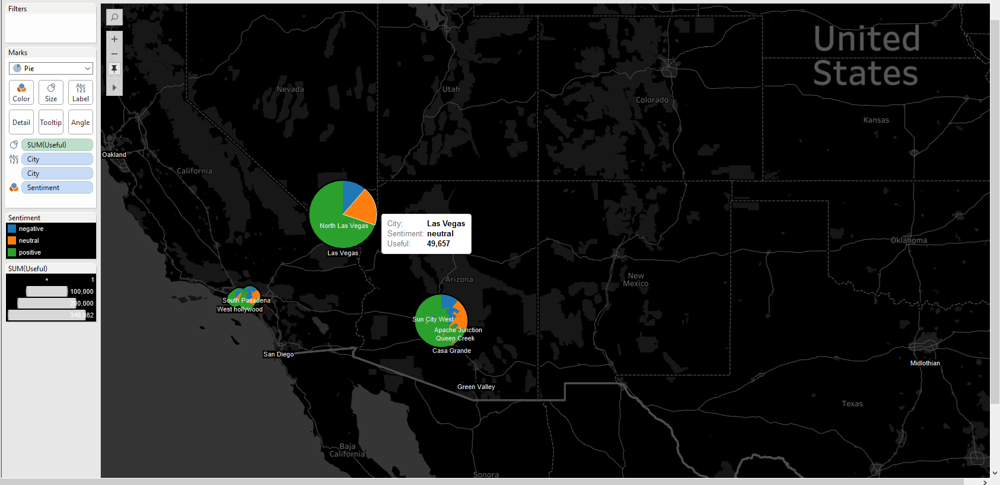 Filters
Marks
Pie
Color
Size
Abc
123
Label
Detail
Tooltip
Angle
SUM(Useful)
Abc
123
City
City
Sentiment
Sentiment
negative
neutral
positive
SUM(Useful)
1
100,000
200,000
349,082
United
States
Nevada
Utah
Colorado
Kansas
Oakland
California
North Las Vegas
Las Vegas
City: Las Vegas
Sentiment: neutral
Useful: 49,657
Oklahoma
Arizona
New
Mexico
South Pasadena
West hollywood
Sun City West
Apache Junction
Queen Creek
Casa Grande
San Diego
Midlothian
Green Valley
Texas
Baja
California
Sonora